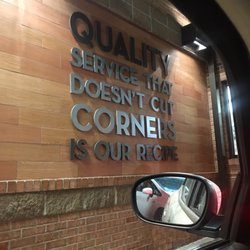 QUALITY
SERVICE THAT
DOESN'T CUT
CORNERS
IS OUR RECIPE